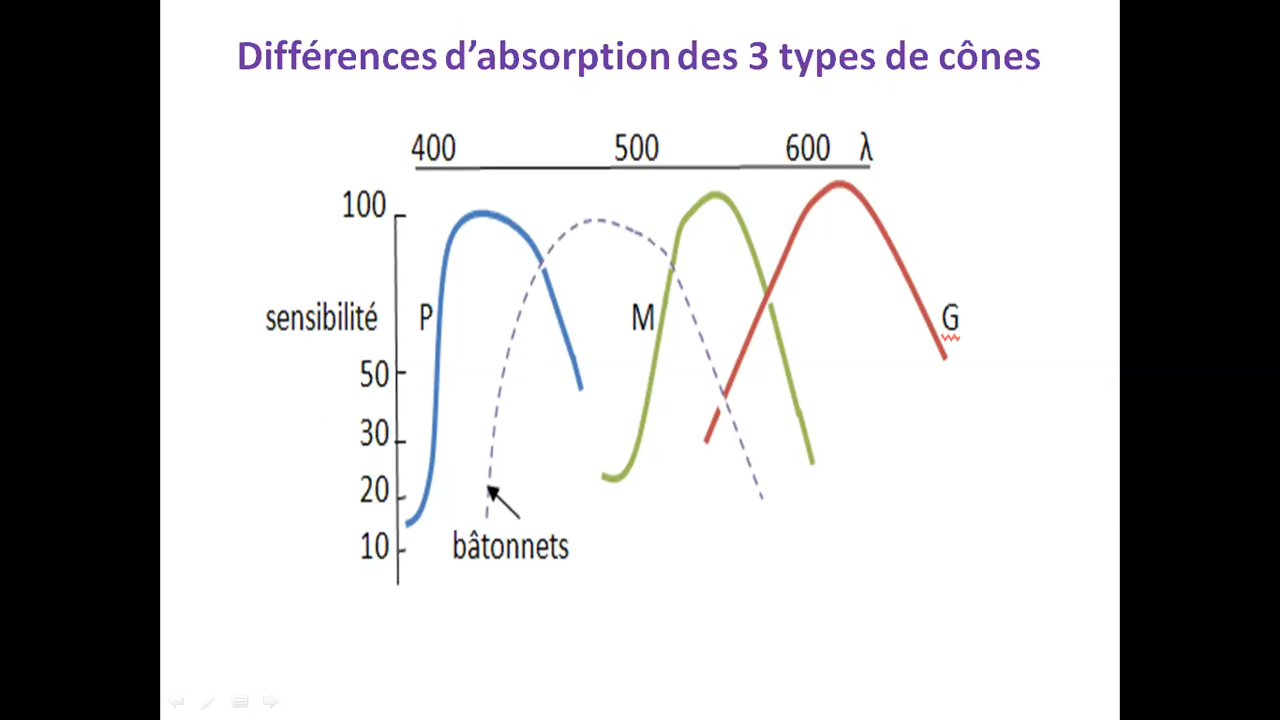 Différences d’absorption des 3 types de cônes
400 500 600 λ
100
sensibilité P M G
50
30
20
10 bâtonnets